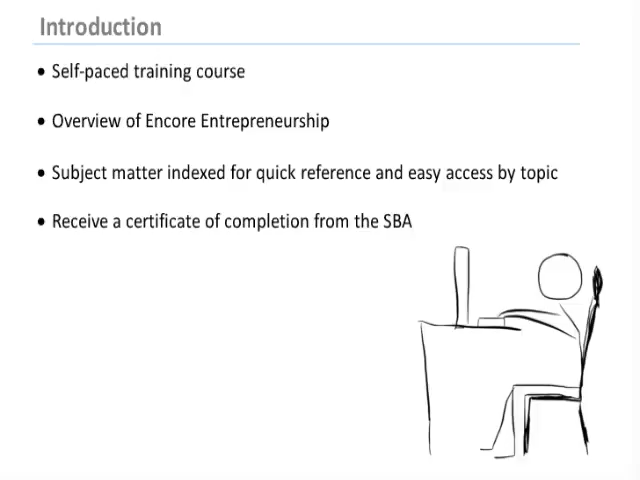 Introduction
• Self-paced training course
• Overview of Encore Entrepreneurship
• Subject matter indexed for quick reference and easy access by topic
• Receive a certificate of completion from the SBA